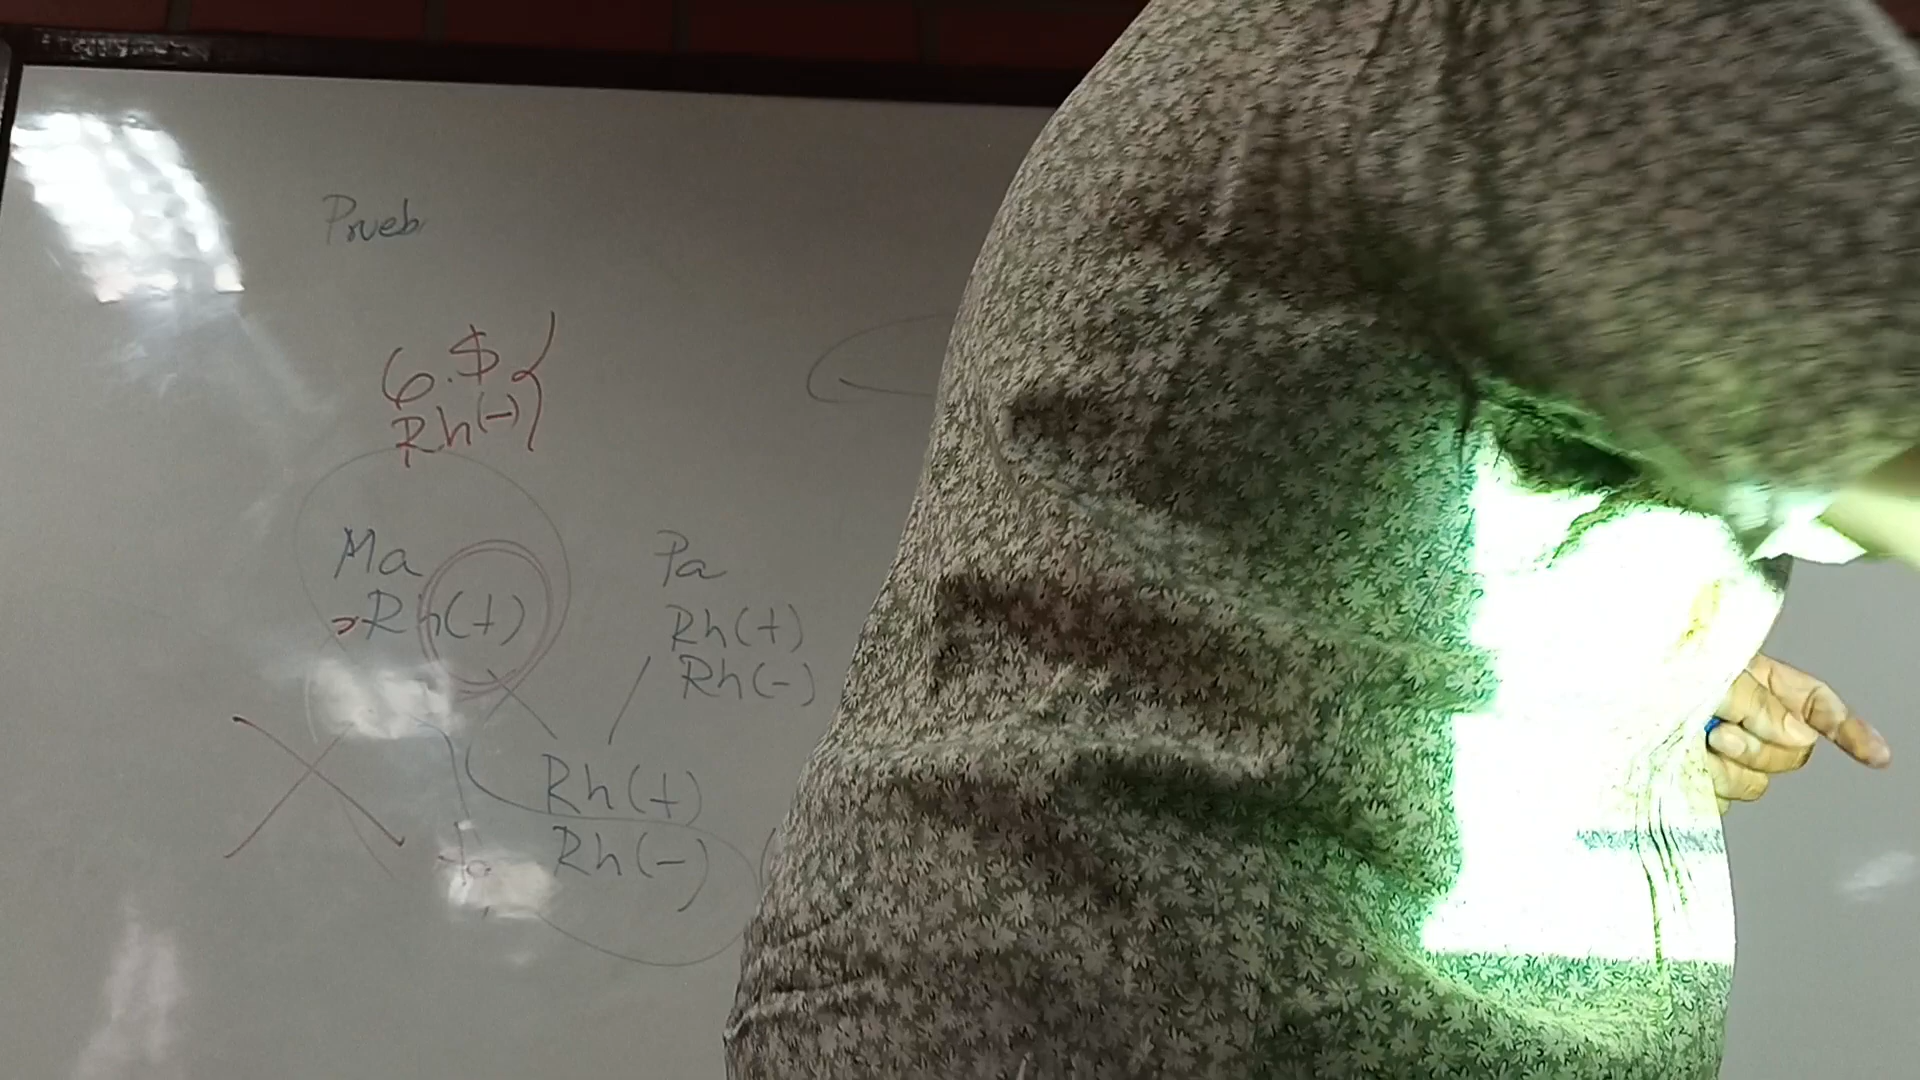 Prueb
6.$
Rh(-)
Ma Pa
Rh(+) Rh(+)
Rh(-)
Rh(+)
Rh(-)